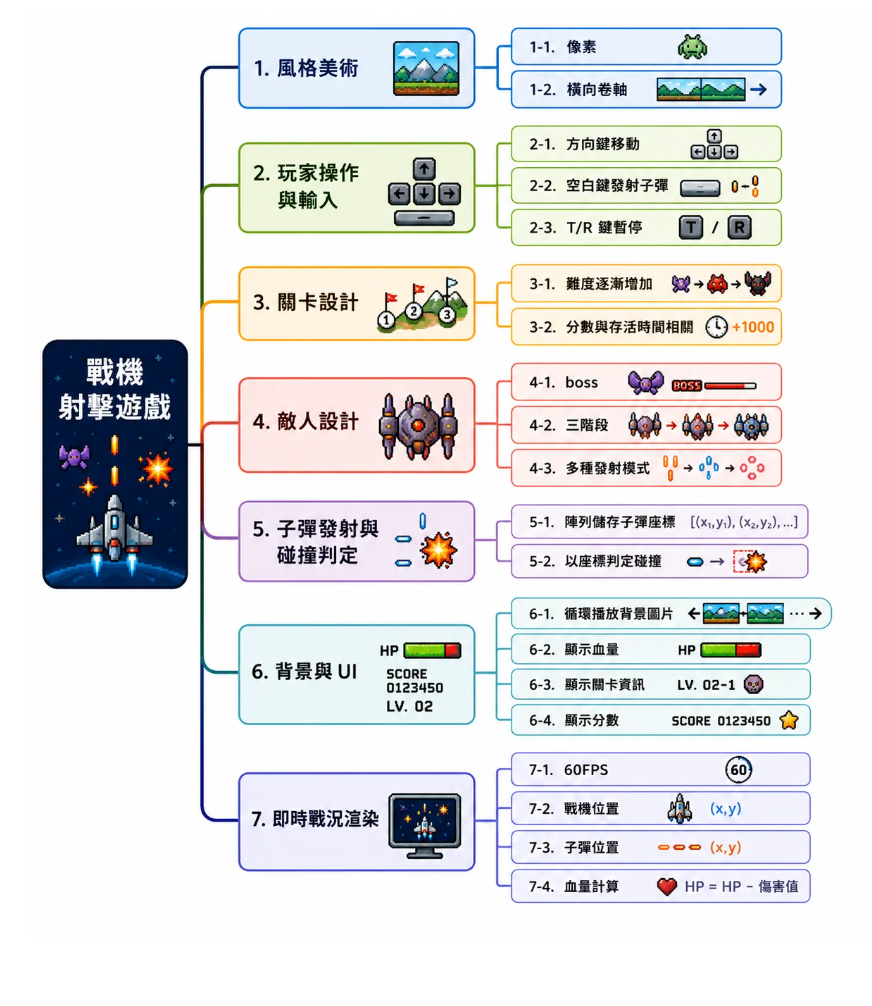 戰機
射擊遊戲
1. 風格美術
1-1. 像素
1-2. 橫向卷軸
2. 玩家操作
與輸入
2-1. 方向鍵移動
2-2. 空白鍵發射子彈
2-3. T/R 鍵暫停
T / R
3. 關卡設計
1
2
3
3-1. 難度逐漸增加
3-2. 分數與存活時間相關
+1000
4. 敵人設計
4-1. boss
BOSS
4-2. 三階段
4-3. 多種發射模式
5. 子彈發射與
碰撞判定
5-1. 陣列儲存子彈座標 [(x₁,y₁), (x₂,y₂), ...]
5-2. 以座標判定碰撞
6. 背景與 UI
HP
SCORE
0123450
LV. 02
6-1. 循環播放背景圖片
6-2. 顯示血量 HP
6-3. 顯示關卡資訊 LV. 02-1
6-4. 顯示分數 SCORE 0123450
7. 即時戰況渲染
7-1. 60FPS 60
7-2. 戰機位置 (x,y)
7-3. 子彈位置 (x,y)
7-4. 血量計算 HP = HP - 傷害值